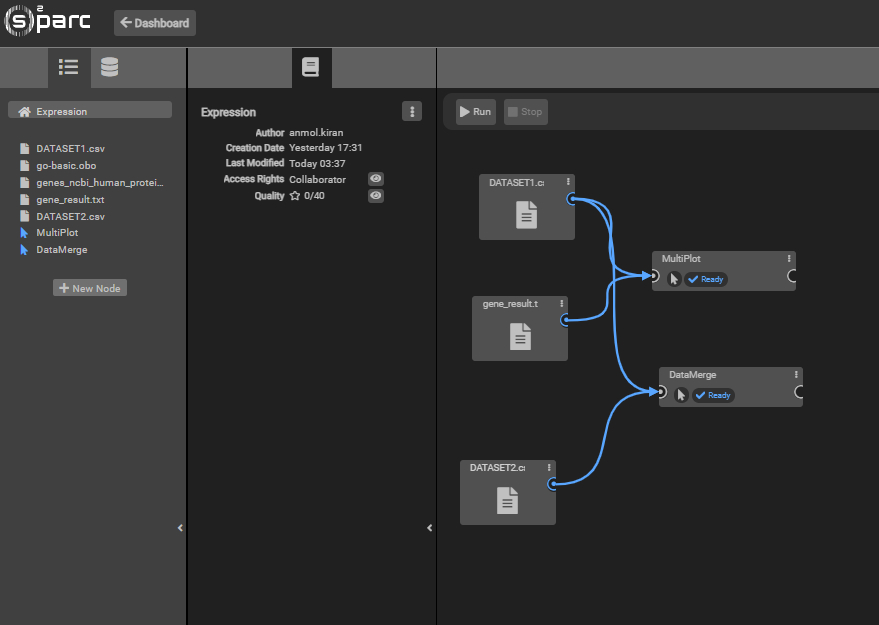 (s)²parc
Dashboard
Expression
DATASET1.csv
go-basic.obo
genes_ncbi_human_protei...
gene_result.txt
DATASET2.csv
MultiPlot
DataMerge
New Node
Expression
Author anmol.kiran
Creation Date Yesterday 17:31
Last Modified Today 03:37
Access Rights Collaborator
Quality 0/40
Run Stop
DATASET1.c
MultiPlot
Ready
gene_result.t
DataMerge
Ready
DATASET2.c